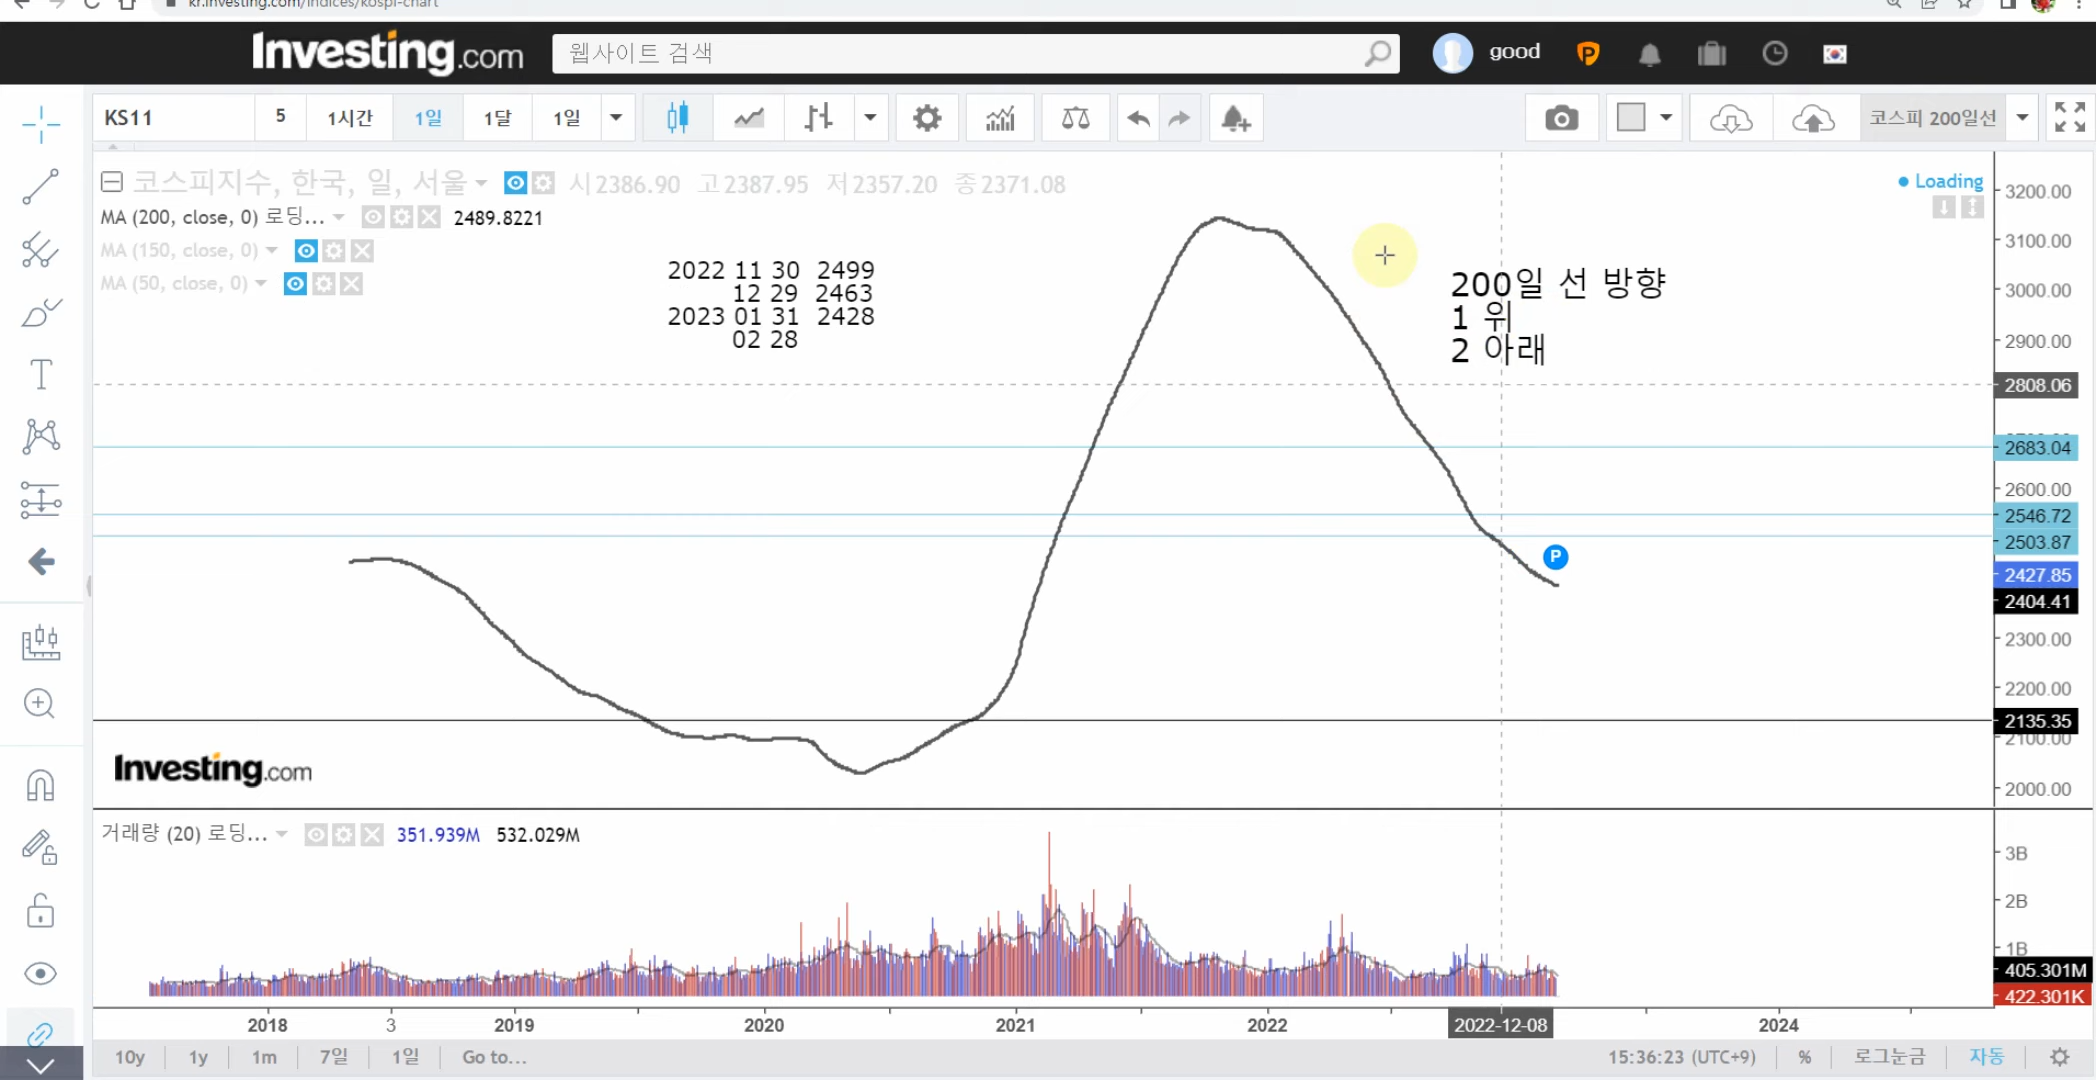 kr.investing.com/indices/kospi-chart
Investing.com
웹사이트 검색
good
P
KS11 5 1시간 1일 1달 1일
코스피 200일선
코스피지수, 한국, 일, 서울 시2386.90 고2387.95 저2357.20 종2371.08
Loading
MA (200, close, 0) 로딩... 2489.8221
MA (150, close, 0)
MA (50, close, 0)
2022 11 30 2499
12 29 2463
2023 01 31 2428
02 28
200일 선 방향
1 위
2 아래
3200.00
3100.00
3000.00
2900.00
2808.06
2683.04
2600.00
2546.72
2503.87
P
2427.85
2404.41
2300.00
2200.00
2135.35
2100.00
2000.00
Investing.com
거래량 (20) 로딩... 351.939M 532.029M
3B
2B
1B
405.301M
422.301K
2018 3 2019 2020 2021 2022 2022-12-08 2024
10y 1y 1m 7일 1일 Go to... 15:36:23 (UTC+9) % 로그눈금 자동